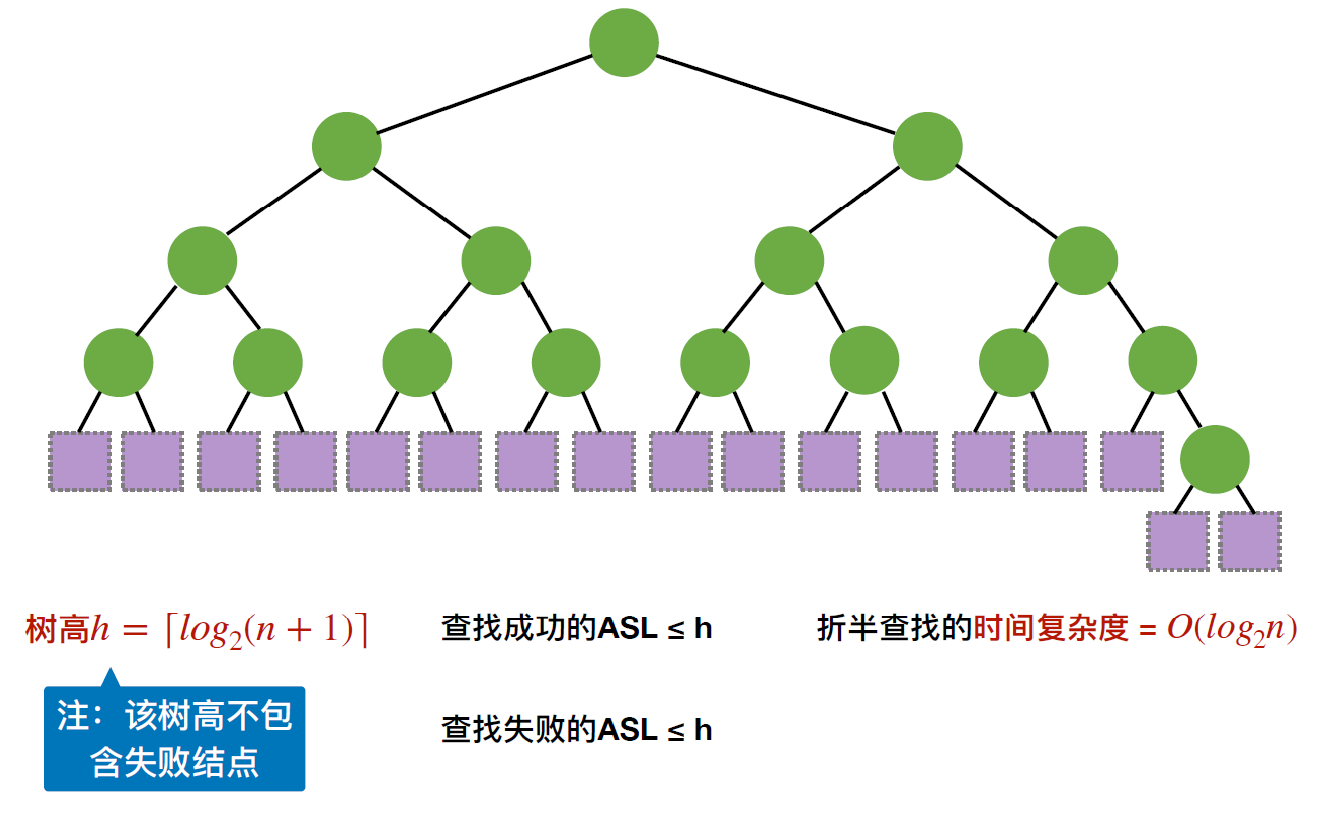 树高h = ⌈log₂(n + 1)⌉
查找成功的ASL ≤ h
折半查找的时间复杂度 = O(log₂n)
注：该树高不包
含失败结点
查找失败的ASL ≤ h